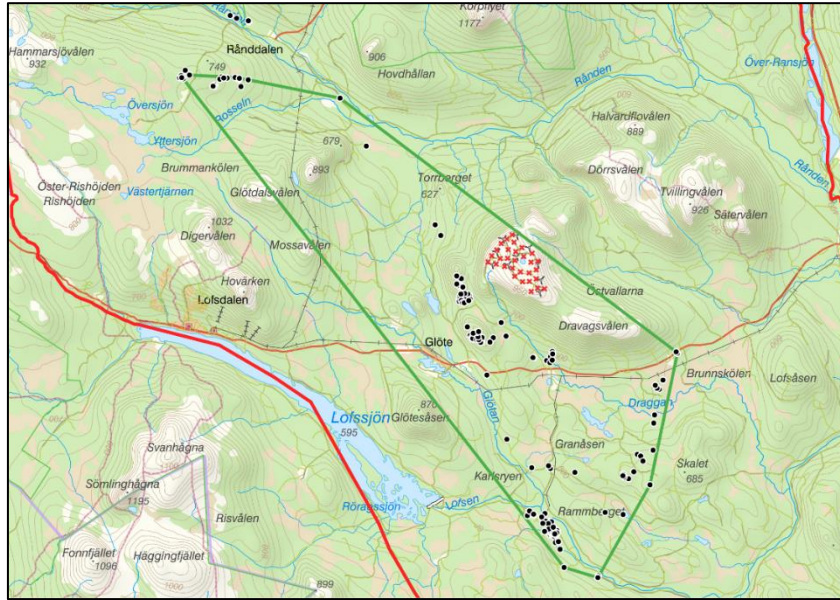 Korpflyet
1177
Rånden
Rånddalen
Hammarsjövålen
932
749
906
Hovdhållan
Över-Ransjön
Rånden
Översjön
Rosseln
Halvardflovålen
889
Yttersjön
679
Brummankölen
893
Torrberget
627
Dörrsvålen
Rånden
Öster-Rishöjden
Rishöjden
Västertjärnen
Glötdalsvålen
Tvillingvålen
926
Sätervålen
1032
Digervålen
Mossavålen
Hovärken
Östvallarna
Lofsdalen
Dravagsvålen
Glöte
Brunnskölen
Lofsåsen
Glötan
Draggan
Lofssjön
595
870
Glötesåsen
Granåsen
Svanhågna
Skalet
685
Sömlinghågna
1195
Karlsryen
Röragssjön
Lofsen
Rammberget
Risvålen
Fonnfjället
1096
Häggingfjället
899